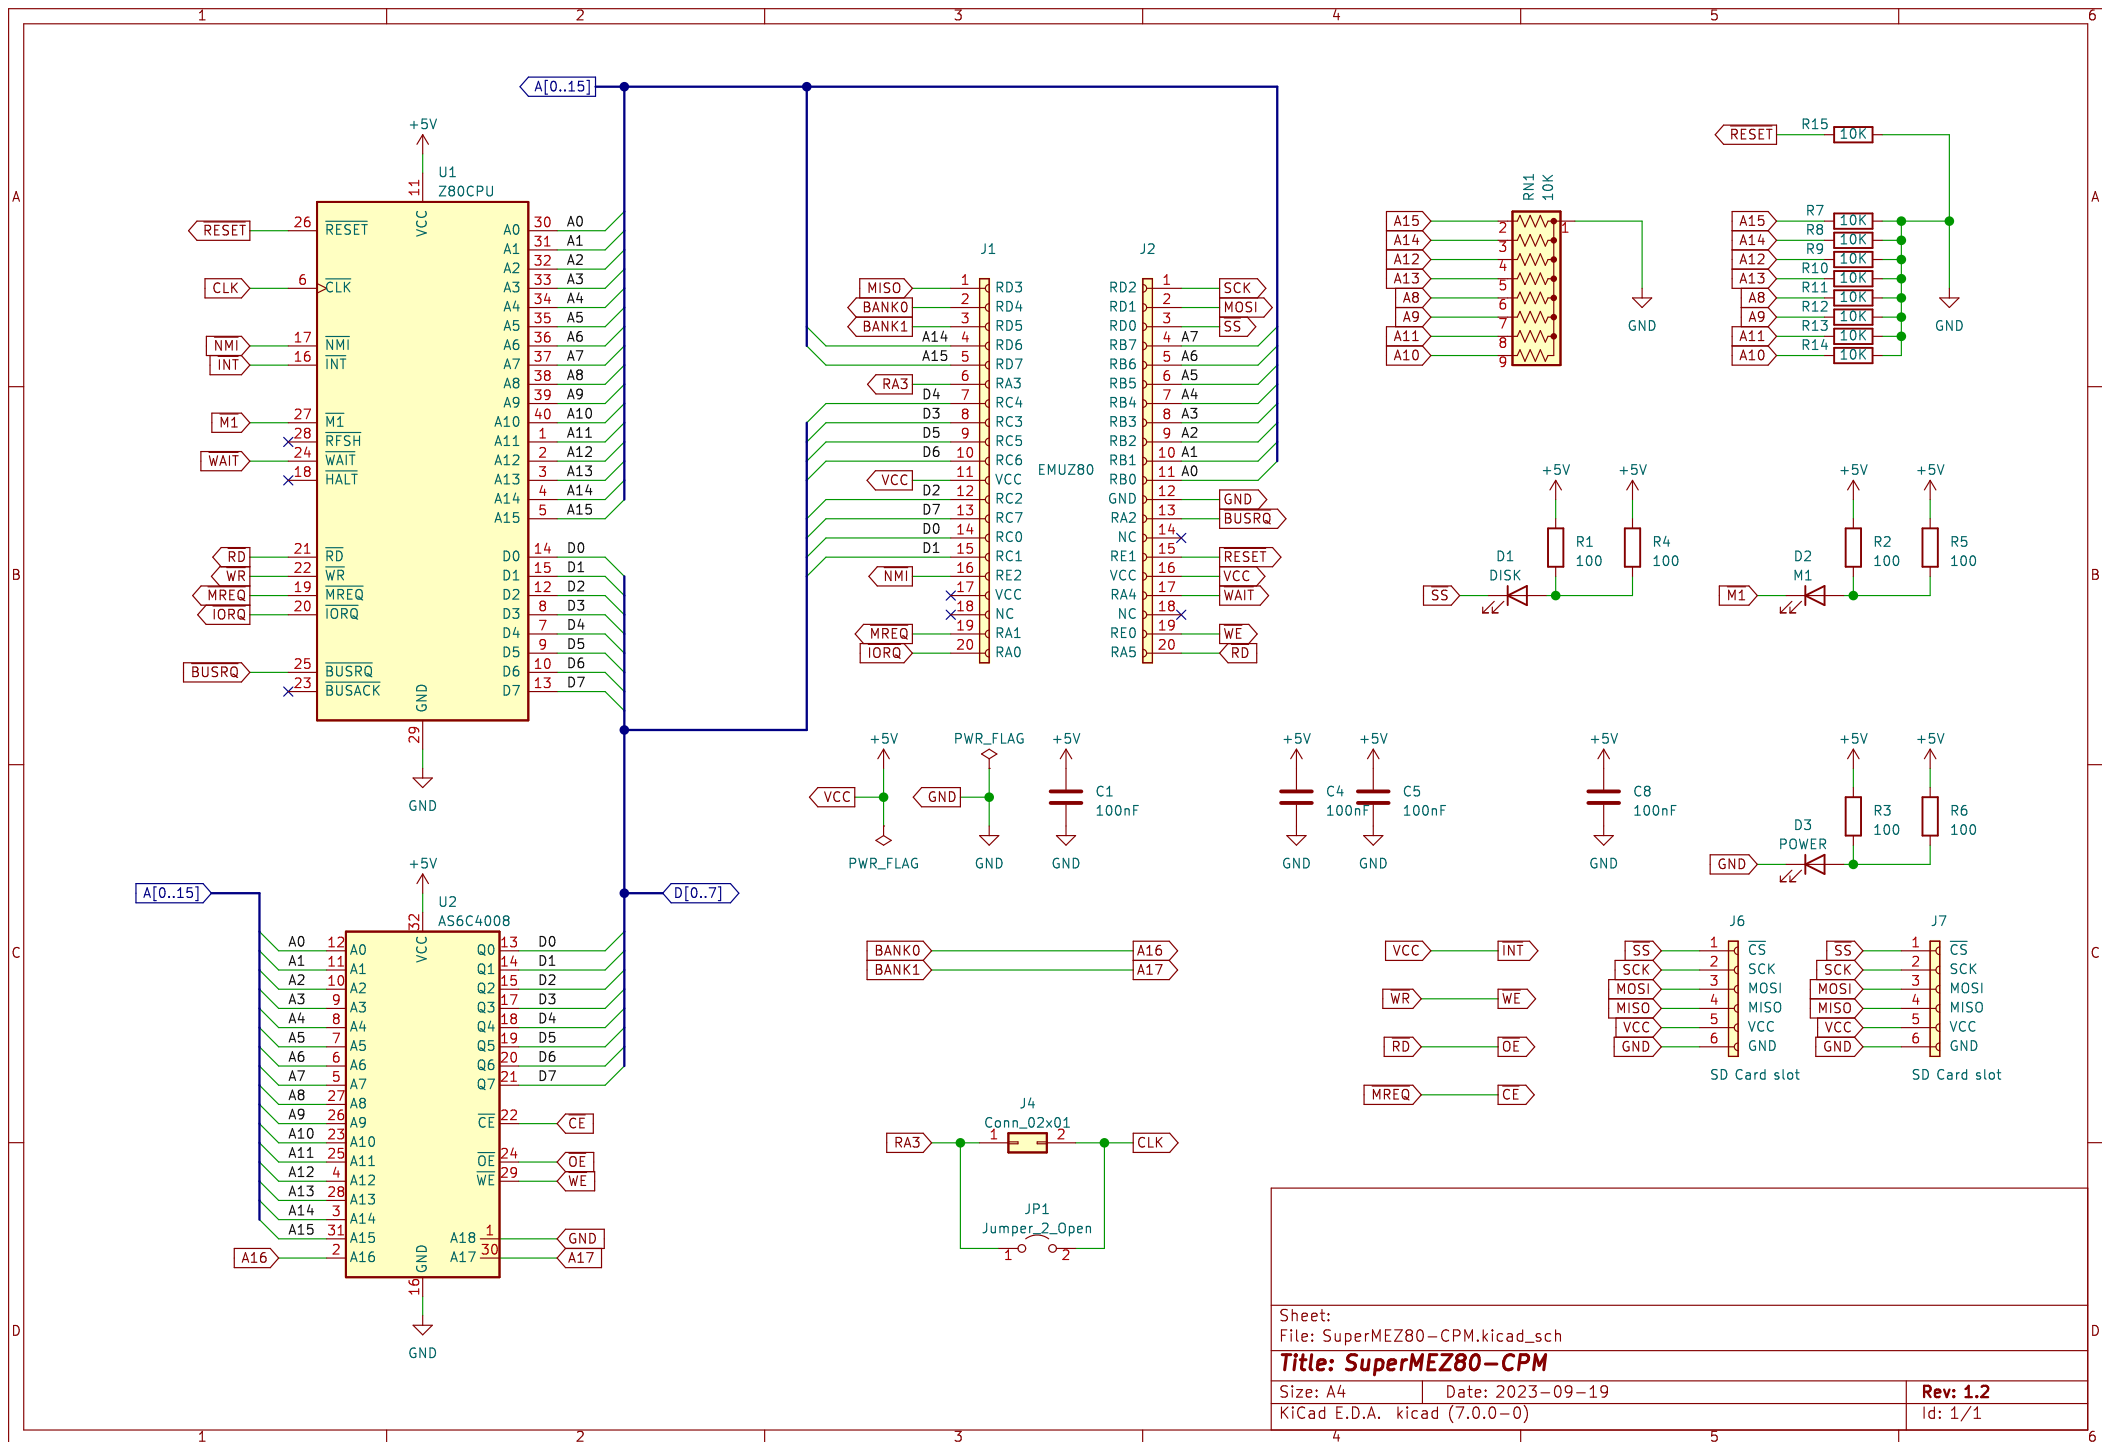 1 2 3 4 5 6
A
B
C
D
A[0..15]
+5V
U1
Z80CPU
11
VCC
RESET 26 RESET
CLK 6 CLK
NMI 17 NMI
INT 16 INT
M1 27 M1
28 RFSH
WAIT 24 WAIT
18 HALT
RD 21 RD
WR 22 WR
MREQ 19 MREQ
IORQ 20 IORQ
BUSRQ 25 BUSRQ
23 BUSACK
A0 30 A0
A1 31 A1
A2 32 A2
A3 33 A3
A4 34 A4
A5 35 A5
A6 36 A6
A7 37 A7
A8 38 A8
A9 39 A9
A10 40 A10
A11 1 A11
A12 2 A12
A13 3 A13
A14 4 A14
A15 5 A15
D0 14 D0
D1 15 D1
D2 12 D2
D3 8 D3
D4 7 D4
D5 9 D5
D6 10 D6
D7 13 D7
GND
29
GND
J1
MISO 1 RD3
BANK0 2 RD4
BANK1 3 RD5
A14 4 RD6
A15 5 RD7
RA3 6 RA3
D4 7 RC4
D3 8 RC3
D5 9 RC5
D6 10 RC6
VCC 11 VCC
D2 12 RC2
D7 13 RC7
D0 14 RC0
D1 15 RC1
NMI 16 RE2
17 VCC
18 NC
MREQ 19 RA1
IORQ 20 RA0
EMUZ80
J2
RD2 1 SCK
RD1 2 MOSI
RD0 3 SS
RB7 4 A7
RB6 5 A6
RB5 6 A5
RB4 7 A4
RB3 8 A3
RB2 9 A2
RB1 10 A1
RB0 11 A0
GND 12 GND
RA2 13 BUSRQ
NC 14
RE1 15 RESET
VCC 16 VCC
RA4 17 WAIT
NC 18
RE0 19 WE
RA5 20 RD
RN1
10K
A15 2 1
A14 3
A12 4
A13 5
A8 6
A9 7
A11 8
A10 9
GND
RESET R15 10K
A15 R7 10K
A14 R8 10K
A12 R9 10K
A13 R10 10K
A8 R11 10K
A9 R12 10K
A11 R13 10K
A10 R14 10K
GND
+5V +5V
R1
100
R4
100
D1
DISK
SS
+5V +5V
R2
100
R5
100
D2
M1
M1
+5V
VCC
PWR_FLAG
PWR_FLAG
GND
GND
+5V
C1
100nF
GND
+5V
C4
100nF
GND
+5V
C5
100nF
GND
+5V
C8
100nF
GND
+5V +5V
R3
100
R6
100
D3
POWER
GND
A[0..15]
D[0..7]
+5V
U2
AS6C4008
32
VCC
A0 12 A0
A1 11 A1
A2 10 A2
A3 9 A3
A4 8 A4
A5 7 A5
A6 6 A6
A7 5 A7
A8 27 A8
A9 26 A9
A10 23 A10
A11 25 A11
A12 4 A12
A13 28 A13
A14 3 A14
A15 31 A15
A16 2 A16
Q0 13 D0
Q1 14 D1
Q2 15 D2
Q3 17 D3
Q4 18 D4
Q5 19 D5
Q6 20 D6
Q7 21 D7
CE 22 CE
OE 24 OE
WE 29 WE
A18 1 GND
A17 30 A17
GND
16
GND
BANK0 A16
BANK1 A17
VCC INT
WR WE
RD OE
MREQ CE
J4
Conn_02x01
RA3 1 2 CLK
JP1
Jumper_2_Open
1 2
J6
SS 1 CS
SCK 2 SCK
MOSI 3 MOSI
MISO 4 MISO
VCC 5 VCC
GND 6 GND
SD Card slot
J7
SS 1 CS
SCK 2 SCK
MOSI 3 MOSI
MISO 4 MISO
VCC 5 VCC
GND 6 GND
SD Card slot
Sheet:
File: SuperMEZ80-CPM.kicad_sch
Title: SuperMEZ80-CPM
Size: A4 Date: 2023-09-19 Rev: 1.2
KiCad E.D.A. kicad (7.0.0-0) Id: 1/1
A
B
C
D
1 2 3 4 5 6